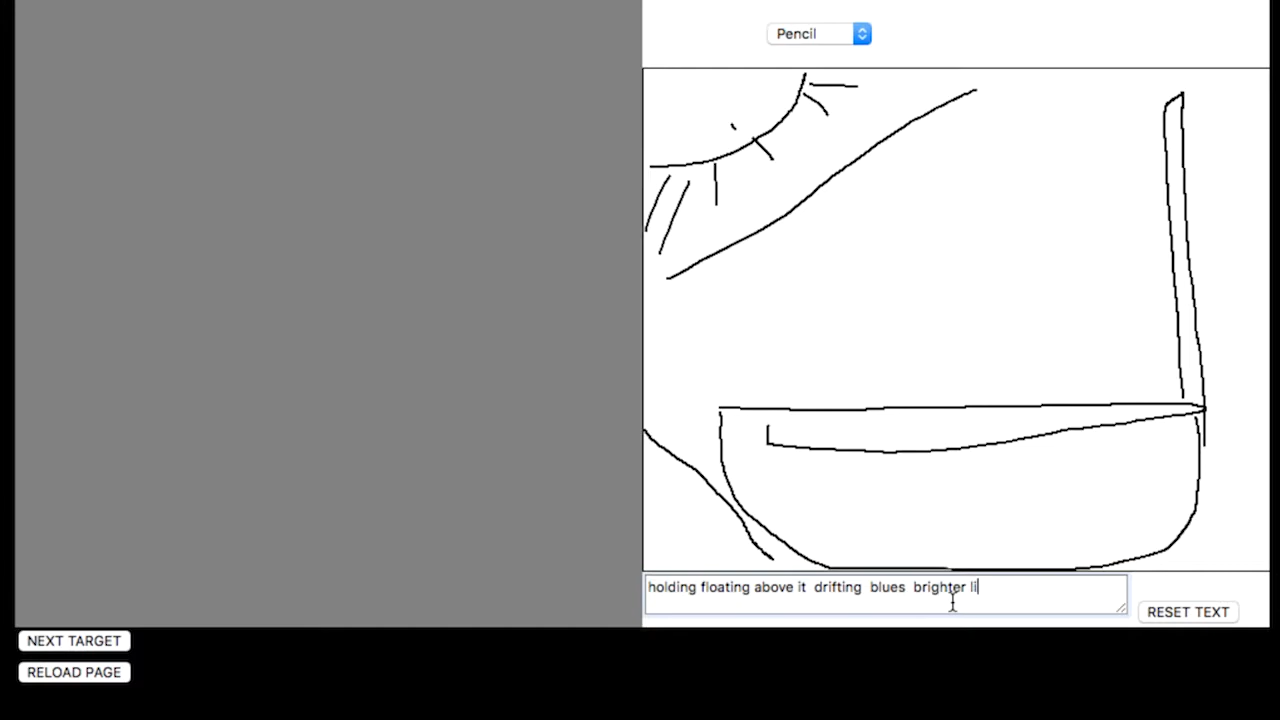 Pencil
holding floating above it  drifting  blues  brighter li
RESET TEXT
NEXT TARGET
RELOAD PAGE